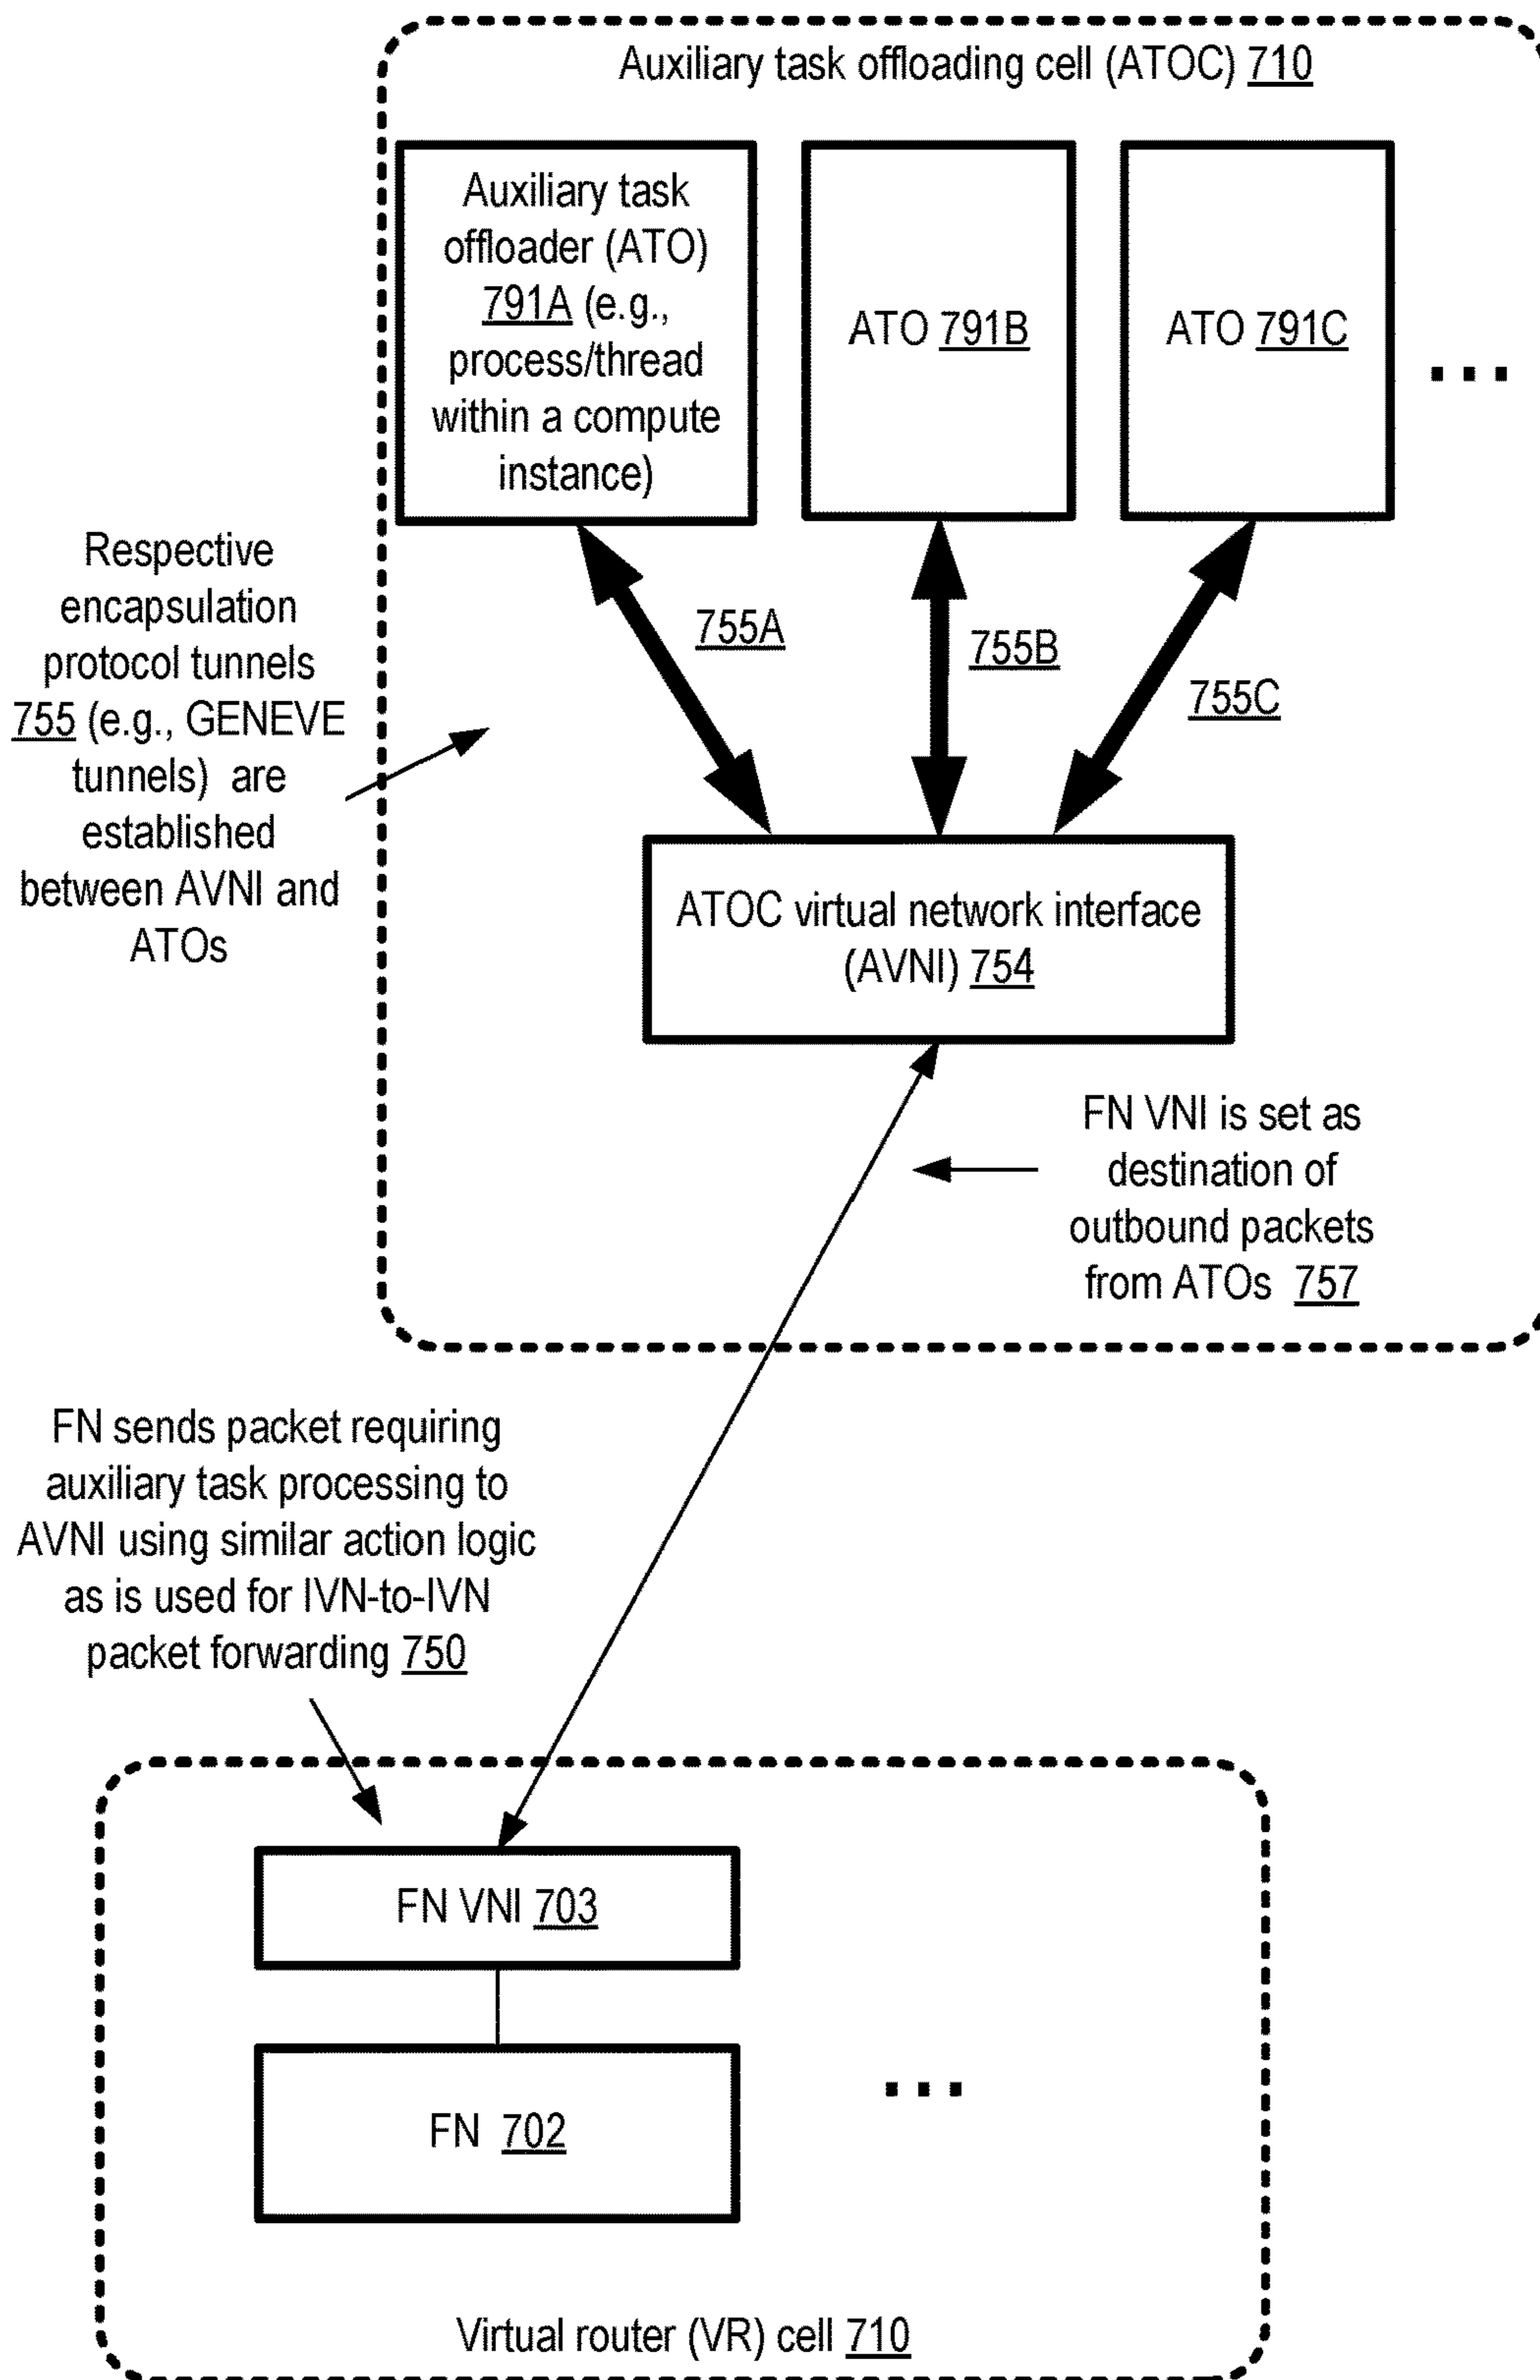 Auxiliary task offloading cell (ATOC) 710
Auxiliary task
offloader (ATO)
791A (e.g.,
process/thread
within a compute
instance)
ATO 791B
ATO 791C
...
Respective
encapsulation
protocol tunnels
755 (e.g., GENEVE
tunnels) are
established
between AVNI and
ATOs
755A
755B
755C
ATOC virtual network interface
(AVNI) 754
FN VNI is set as
destination of
outbound packets
from ATOs 757
FN sends packet requiring
auxiliary task processing to
AVNI using similar action logic
as is used for IVN-to-IVN
packet forwarding 750
FN VNI 703
FN 702
...
Virtual router (VR) cell 710